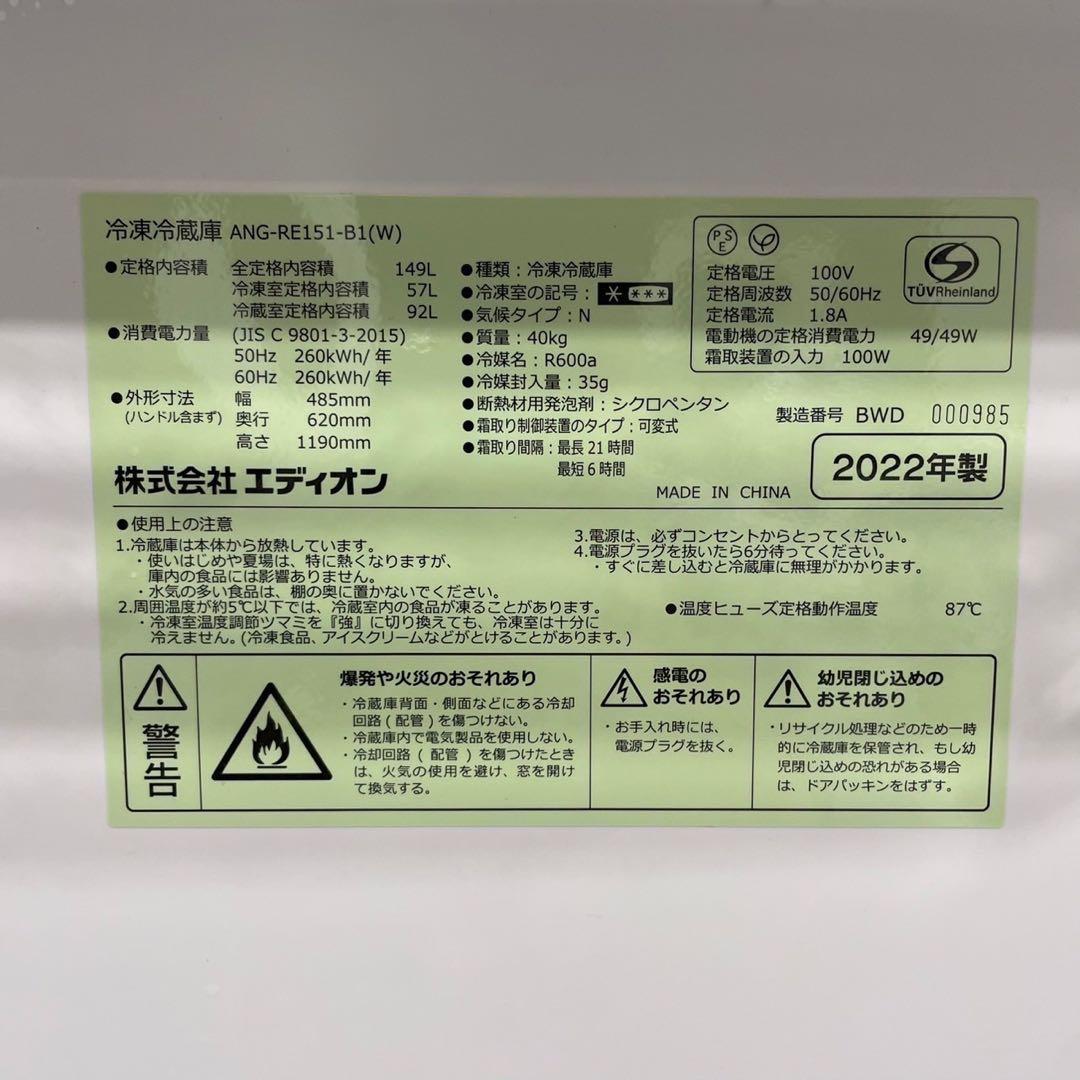 冷凍冷蔵庫 ANG-RE151-B1(W)
●定格内容積 全定格内容積 149L
冷凍室定格内容積 57L
冷蔵室定格内容積 92L
●消費電力量 (JIS C 9801-3-2015)
50Hz 260kWh/年
60Hz 260kWh/年
●外形寸法 幅 485mm
(ハンドル含まず) 奥行 620mm
高さ 1190mm
●種類：冷凍冷蔵庫
●冷凍室の記号：* ***
●気候タイプ：N
●質量：40kg
●冷媒名：R600a
●冷媒封入量：35g
●断熱材用発泡剤：シクロペンタン
●霜取り制御装置のタイプ：可変式
●霜取り間隔：最長 21 時間
最短 6 時間
PSE
TÜVRheinland
定格電圧 100V
定格周波数 50/60Hz
定格電流 1.8A
電動機の定格消費電力 49/49W
霜取装置の入力 100W
製造番号 BWD 000985
株式会社 エディオン
MADE IN CHINA
2022年製
●使用上の注意
1.冷蔵庫は本体から放熱しています。
・使いはじめや夏場は、特に熱くなりますが、
庫内の食品には影響ありません。
・水気の多い食品は、棚の奥に置かないでください。
2.周囲温度が約5℃以下では、冷蔵室内の食品が凍ることがあります。
・冷凍室温度調節ツマミを『強』に切り換えても、冷凍室は十分に
冷えません。(冷凍食品、アイスクリームなどがとけることがあります。)
3.電源は、必ずコンセントからとってください。
4.電源プラグを抜いたら6分待ってください。
・すぐに差し込むと冷蔵庫に無理がかかります。
●温度ヒューズ定格動作温度 87℃
警告
爆発や火災のおそれあり
・冷蔵庫背面・側面などにある冷却
回路(配管)を傷つけない。
・冷蔵庫内で電気製品を使用しない。
・冷却回路(配管)を傷つけたとき
は、火気の使用を避け、窓を開け
て換気する。
感電の
おそれあり
・お手入れ時には、
電源プラグを抜く。
幼児閉じ込めの
おそれあり
・リサイクル処理などのため一時
的に冷蔵庫を保管され、もし幼
児閉じ込めの恐れがある場合
は、ドアパッキンをはずす。